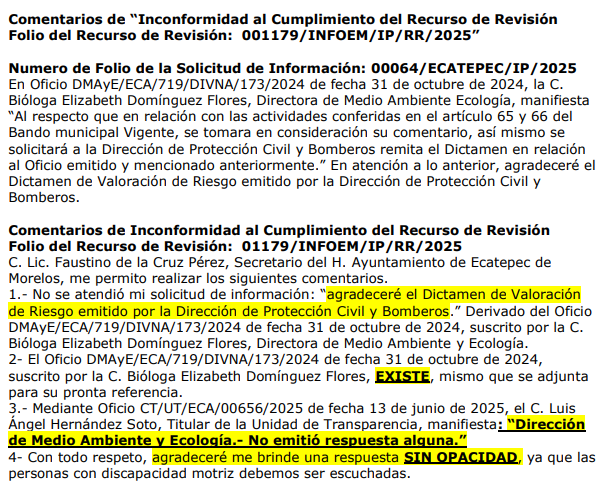 Comentarios de “Inconformidad al Cumplimiento del Recurso de Revisión
Folio del Recurso de Revisión:  001179/INFOEM/IP/RR/2025”
Numero de Folio de la Solicitud de Información: 00064/ECATEPEC/IP/2025
En Oficio DMAyE/ECA/719/DIVNA/173/2024 de fecha 31 de octubre de 2024, la C.
Bióloga Elizabeth Domínguez Flores, Directora de Medio Ambiente Ecología, manifiesta
“Al respecto que en relación con las actividades conferidas en el artículo 65 y 66 del
Bando municipal Vigente, se tomara en consideración su comentario, así mismo se
solicitará a la Dirección de Protección Civil y Bomberos remita el Dictamen en relación
al Oficio emitido y mencionado anteriormente.” En atención a lo anterior, agradeceré el
Dictamen de Valoración de Riesgo emitido por la Dirección de Protección Civil y
Bomberos.
Comentarios de Inconformidad al Cumplimiento del Recurso de Revisión
Folio del Recurso de Revisión:  01179/INFOEM/IP/RR/2025
C. Lic. Faustino de la Cruz Pérez, Secretario del H. Ayuntamiento de Ecatepec de
Morelos, me permito realizar los siguientes comentarios.
1.- No se atendió mi solicitud de información: “agradeceré el Dictamen de Valoración
de Riesgo emitido por la Dirección de Protección Civil y Bomberos.” Derivado del Oficio
DMAyE/ECA/719/DIVNA/173/2024 de fecha 31 de octubre de 2024, suscrito por la C.
Bióloga Elizabeth Domínguez Flores, Directora de Medio Ambiente y Ecología.
2- El Oficio DMAyE/ECA/719/DIVNA/173/2024 de fecha 31 de octubre de 2024,
suscrito por la C. Bióloga Elizabeth Domínguez Flores, EXISTE, mismo que se adjunta
para su pronta referencia.
3.- Mediante Oficio CT/UT/ECA/00656/2025 de fecha 13 de junio de 2025, el C. Luis
Ángel Hernández Soto, Titular de la Unidad de Transparencia, manifiesta: “Dirección
de Medio Ambiente y Ecología.- No emitió respuesta alguna.”
4- Con todo respeto, agradeceré me brinde una respuesta SIN OPACIDAD, ya que las
personas con discapacidad motriz debemos ser escuchadas.